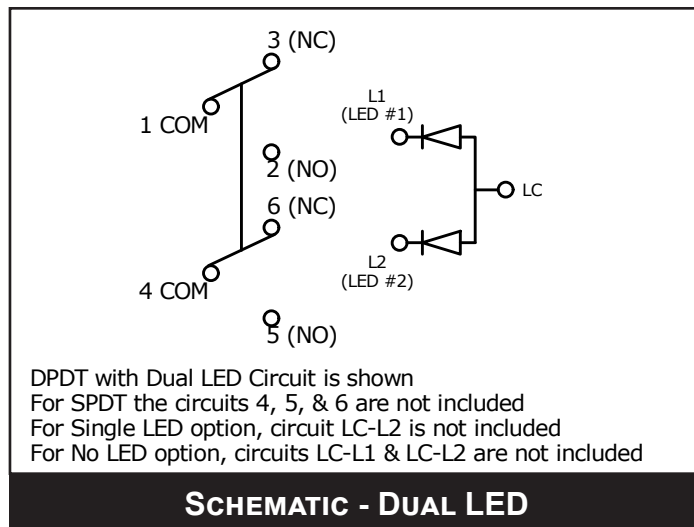 3 (NC)
1 COM
2 (NO)
6 (NC)
4 COM
5 (NO)
L1
(LED #1)
LC
L2
(LED #2)
DPDT with Dual LED Circuit is shown
For SPDT the circuits 4, 5, & 6 are not included
For Single LED option, circuit LC-L2 is not included
For No LED option, circuits LC-L1 & LC-L2 are not included
SCHEMATIC - DUAL LED